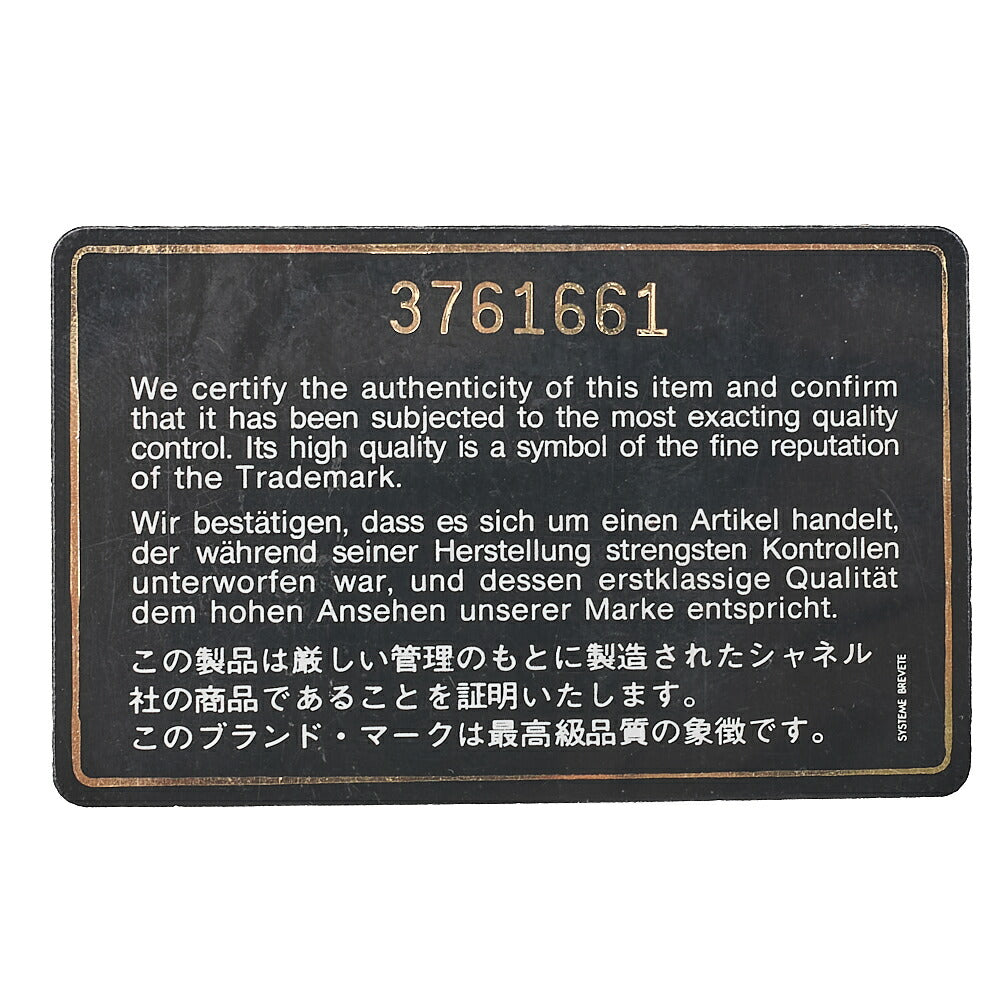 3761661
We certify the authenticity of this item and confirm
that it has been subjected to the most exacting quality
control. Its high quality is a symbol of the fine reputation
of the Trademark.
Wir bestätigen, dass es sich um einen Artikel handelt,
der während seiner Herstellung strengsten Kontrollen
unterworfen war, und dessen erstklassige Qualität
dem hohen Ansehen unserer Marke entspricht.
この製品は厳しい管理のもとに製造されたシャネル
社の商品であることを証明いたします。
このブランド・マークは最高級品質の象徴です。
SYSTEME BREVETE